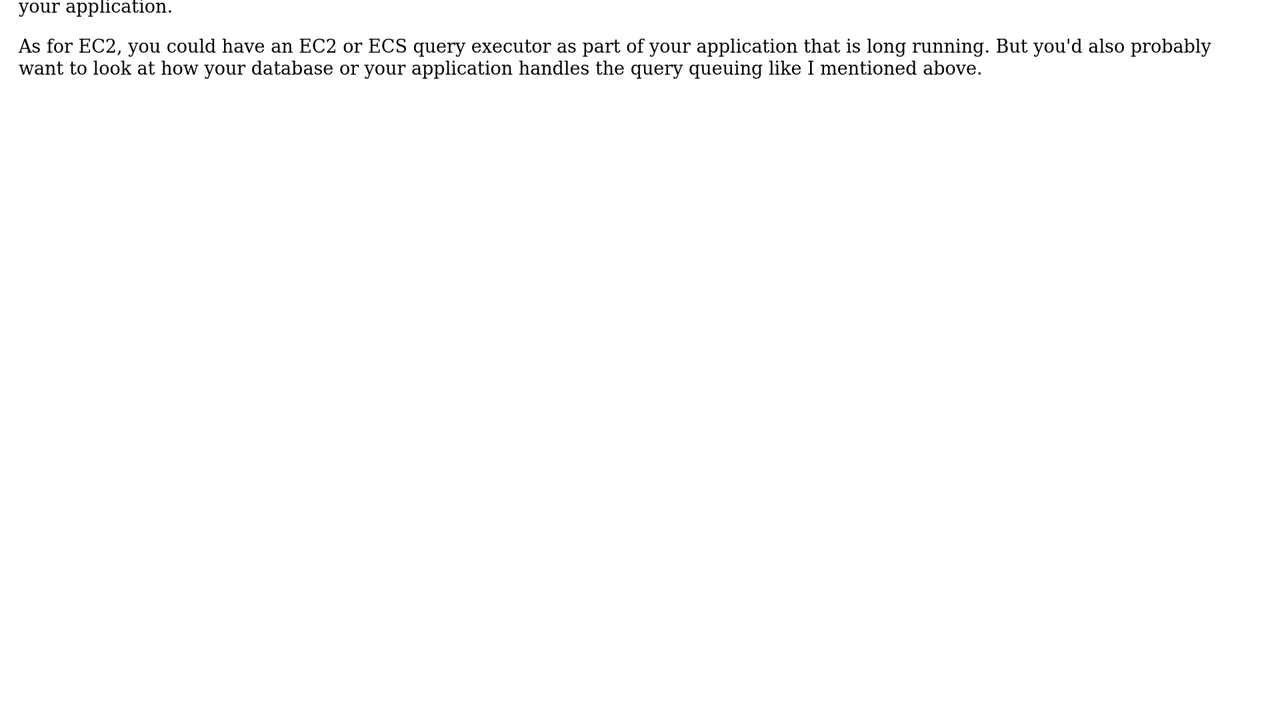 your application.
As for EC2, you could have an EC2 or ECS query executor as part of your application that is long running. But you'd also probably
want to look at how your database or your application handles the query queuing like I mentioned above.